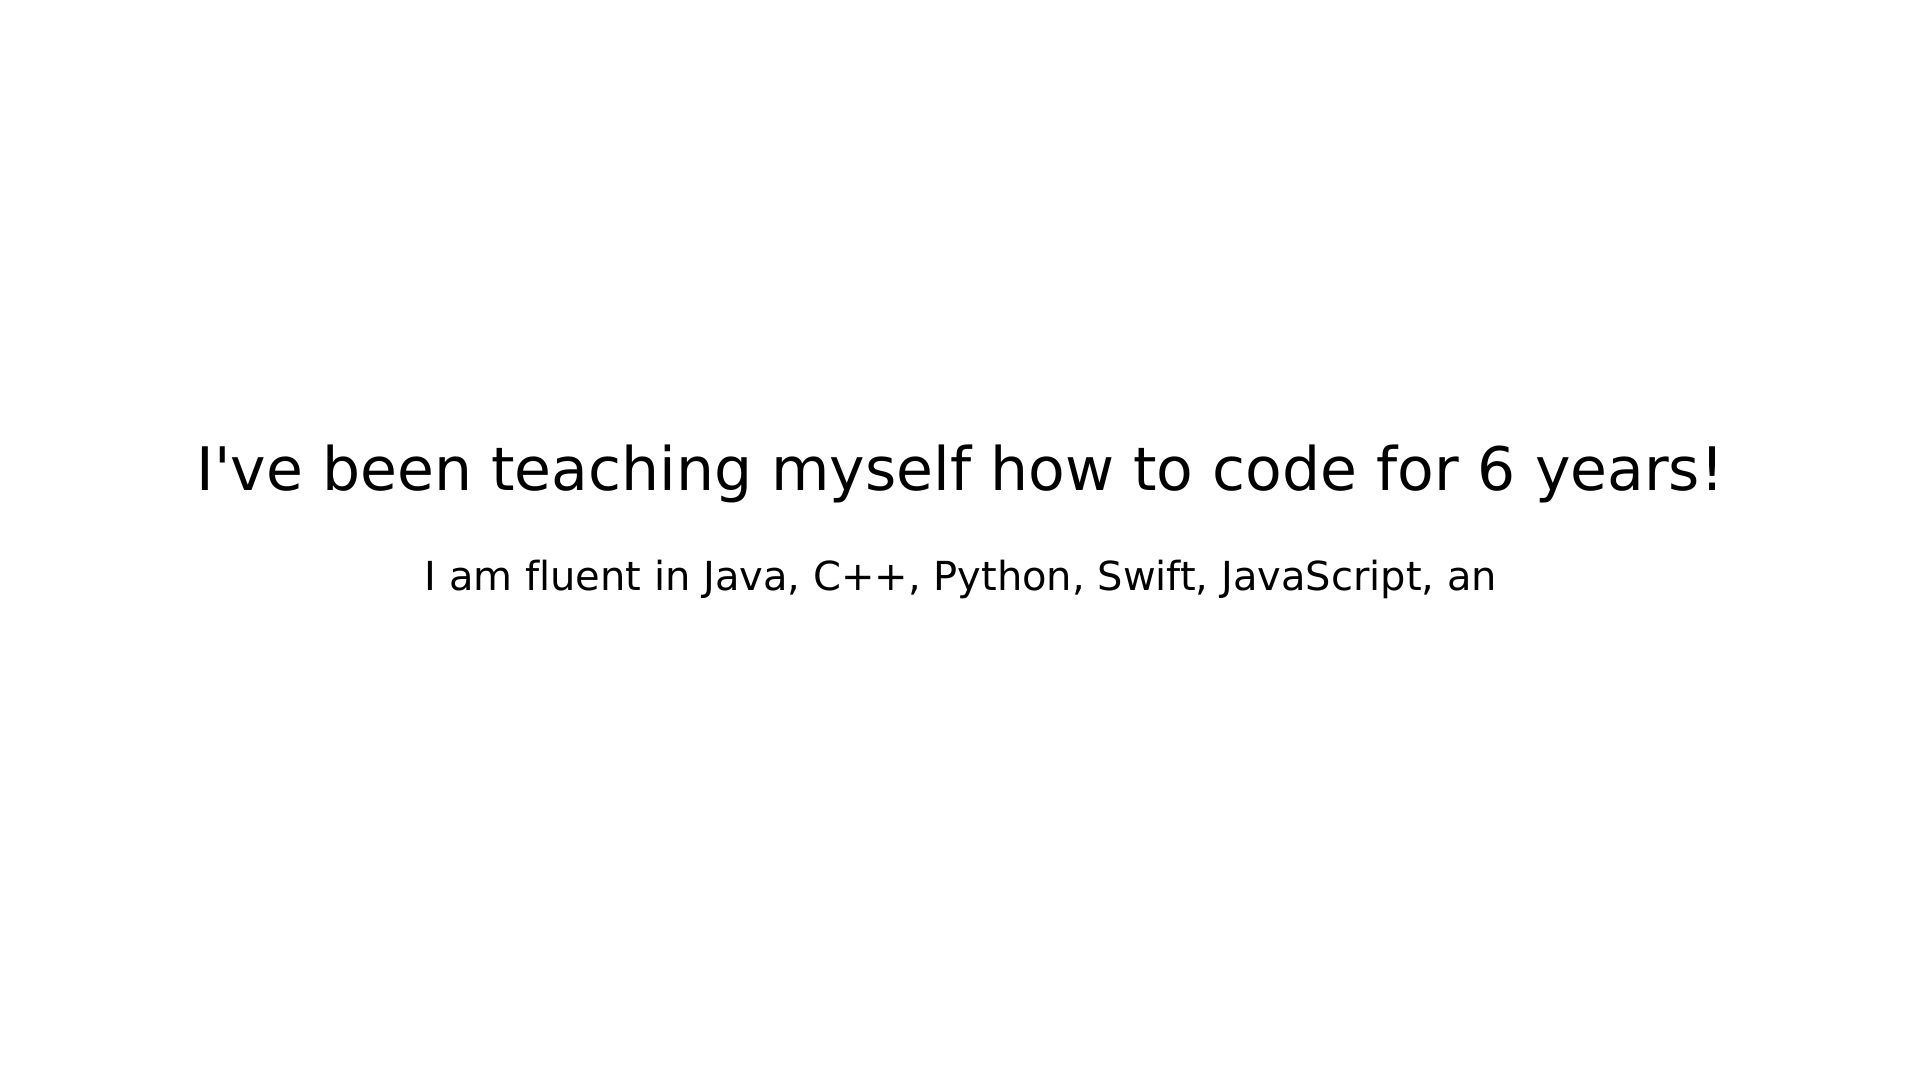 I've been teaching myself how to code for 6 years!
I am fluent in Java, C++, Python, Swift, JavaScript, an